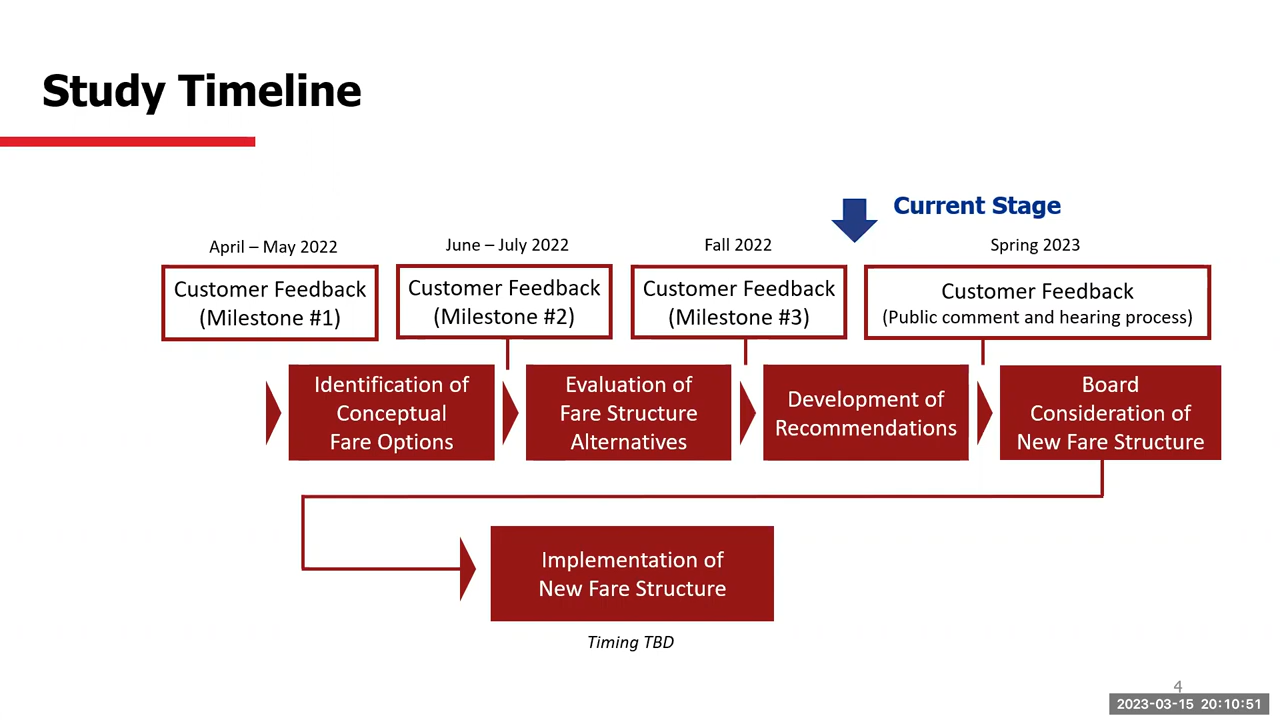 Study Timeline
Current Stage
April – May 2022
June – July 2022
Fall 2022
Spring 2023
Customer Feedback
(Milestone #1)
Customer Feedback
(Milestone #2)
Customer Feedback
(Milestone #3)
Customer Feedback
(Public comment and hearing process)
Identification of
Conceptual
Fare Options
Evaluation of
Fare Structure
Alternatives
Development of
Recommendations
Board
Consideration of
New Fare Structure
Implementation of
New Fare Structure
Timing TBD
4
2023-03-15 20:10:51